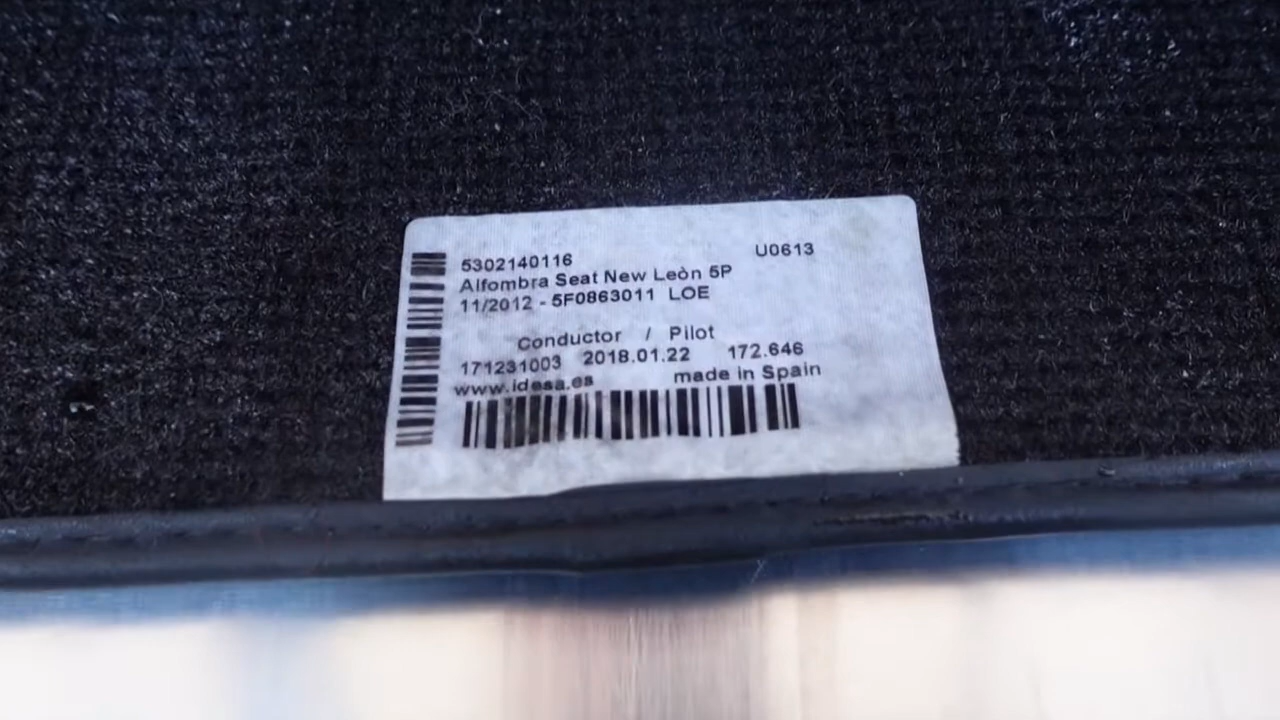 5302140116 U0613
Alfombra Seat New Leòn 5P
11/2012 - 5F0863011 LOE
Conductor / Pilot
171231003 2018.01.22 172.646
www.idesa.es made in Spain